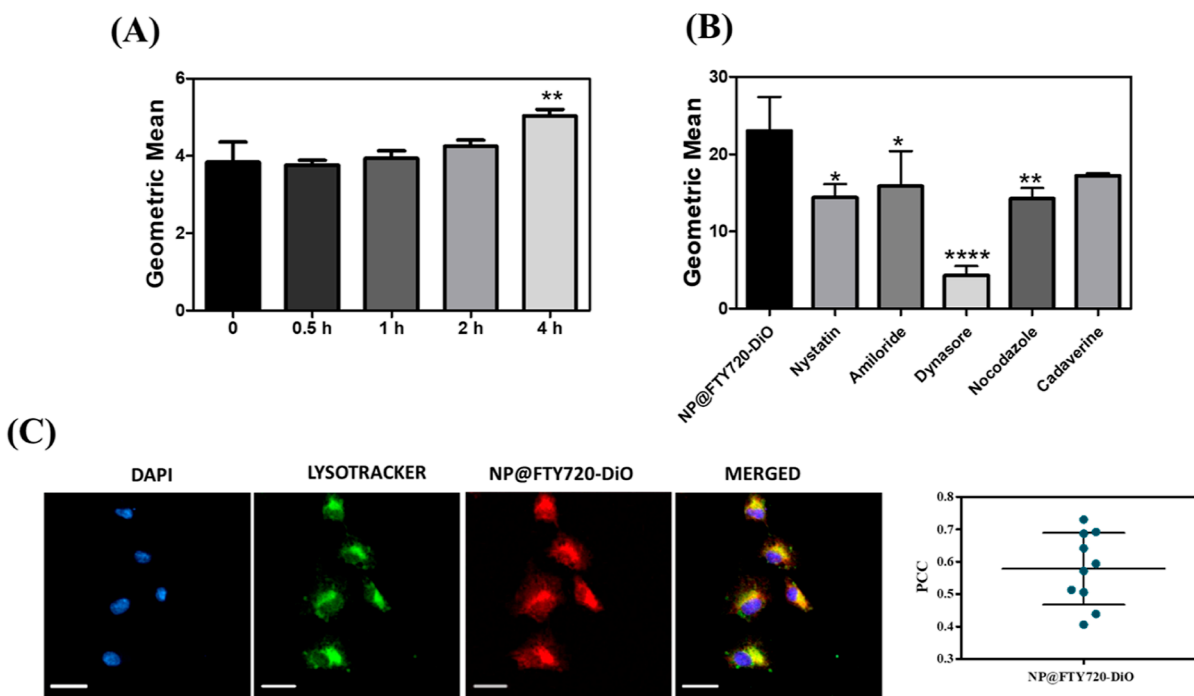 (A)
Geometric Mean
6
4
2
0
**
0
0.5 h
1 h
2 h
4 h
(B)
Geometric Mean
30
20
10
0
*
*
****
**
NP@FTY720-DiO
Nystatin
Amiloride
Dynasore
Nocodazole
Cadaverine
(C)
DAPI
LYSOTRACKER
NP@FTY720-DiO
MERGED
PCC
0.8
0.7
0.6
0.5
0.4
0.3
NP@FTY720-DiO